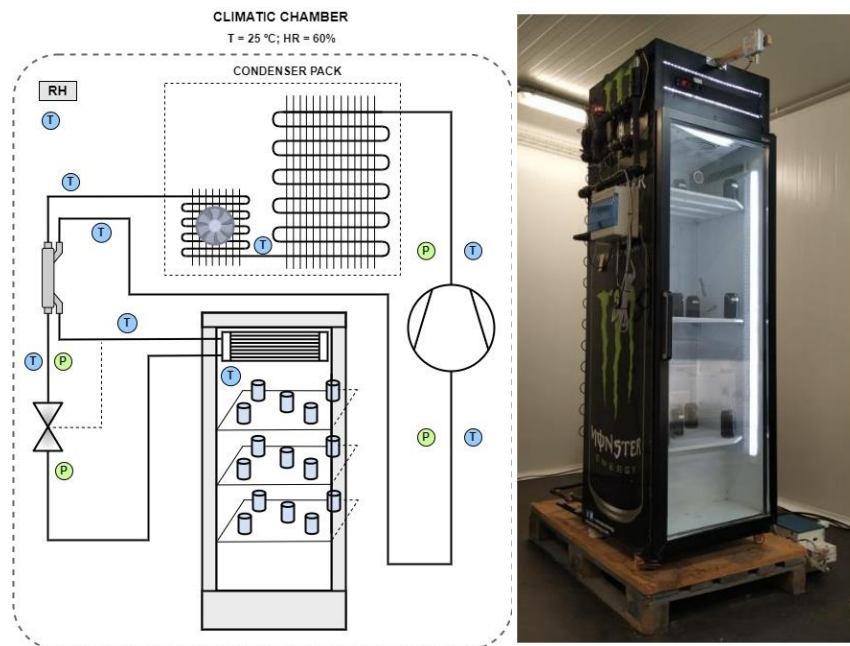 CLIMATIC CHAMBER
T = 25 ºC; HR = 60%
CONDENSER PACK
RH
T
T
T
T
P
T
T
T
P
T
P
T
P
MONSTER
ENERGY